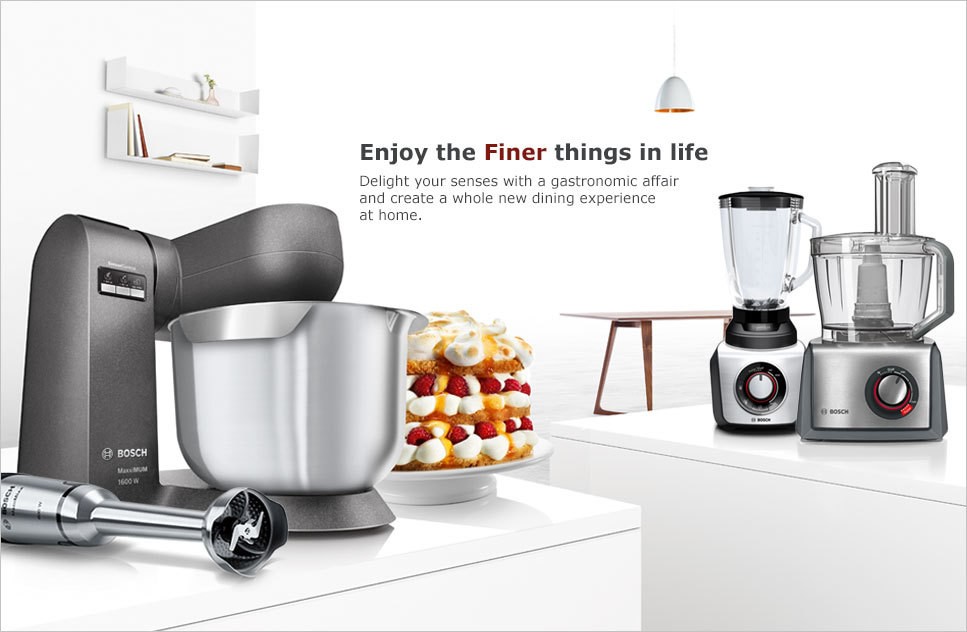 Enjoy the Finer things in life
Delight your senses with a gastronomic affair
and create a whole new dining experience
at home.
BOSCH
MaxxiMUM
1600 W
BOSCH
BOSCH
BOSCH